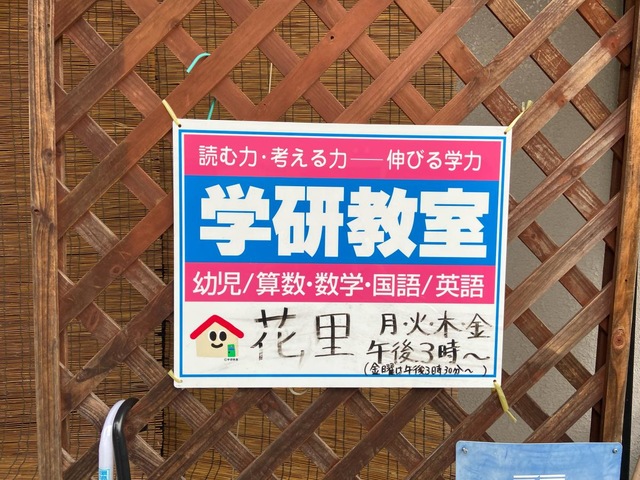 読む力・考える力──伸びる学力
学研教室
幼児/算数・数学・国語/英語
花里
月・火・木・金
午後3時～
(金曜は午後3時30分～)